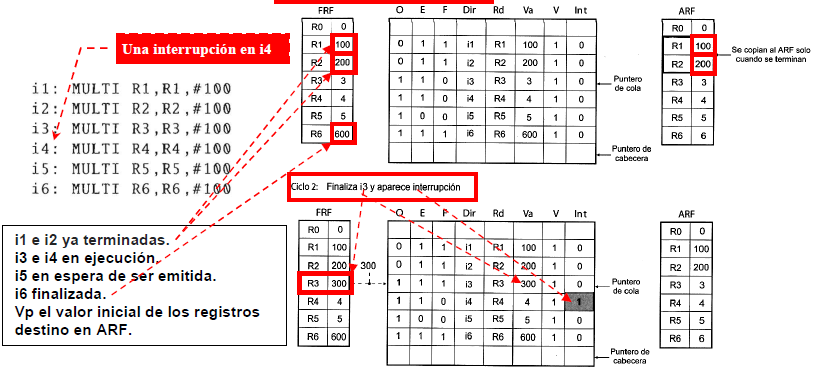 FRF
O E F Dir Rd Va V Int
ARF
Una interrupción en i4
R0 0
R1 100
R2 200
R3 3
R4 4
R5 5
R6 600
0 1 1 i1 R1 100 1 0
0 1 1 i2 R2 200 1 0
1 1 0 i3 R3 3 1 0
1 1 0 i4 R4 4 1 0
1 0 0 i5 R5 5 1 0
1 1 1 i6 R6 600 1 0
Puntero
de cola
Puntero de
cabecera
R0 0
R1 100
R2 200
R3 3
R4 4
R5 5
R6 6
Se copian al ARF solo
cuando se terminan
i1: MULTI R1,R1,#100
i2: MULTI R2,R2,#100
i3: MULTI R3,R3,#100
i4: MULTI R4,R4,#100
i5: MULTI R5,R5,#100
i6: MULTI R6,R6,#100
Ciclo 2: Finaliza i3 y aparece interrupción
i1 e i2 ya terminadas.
i3 e i4 en ejecución.
i5 en espera de ser emitida.
i6 finalizada.
Vp el valor inicial de los registros
destino en ARF.
FRF
O E F Dir Rd Va V Int
ARF
R0 0
R1 100
R2 200
R3 300
R4 4
R5 5
R6 600
300
0 1 1 i1 R1 100 1 0
0 1 1 i2 R2 200 1 0
1 1 1 i3 R3 300 1 0
1 1 0 i4 R4 4 1 1
1 0 0 i5 R5 5 1 0
1 1 1 i6 R6 600 1 0
Puntero
de cola
Puntero de
cabecera
R0 0
R1 100
R2 200
R3 3
R4 4
R5 5
R6 6